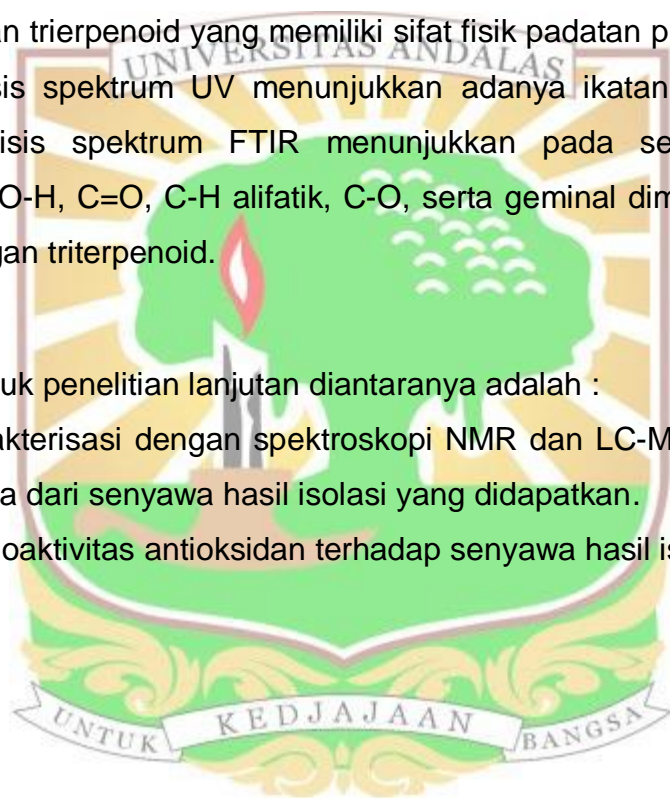 an trierpenoid yang memiliki sifat fisik padatan p
UNIVERSITAS ANDALAS
sis spektrum UV menunjukkan adanya ikatan
isis spektrum FTIR menunjukkan pada se
O-H, C=O, C-H alifatik, C-O, serta geminal dim
gan triterpenoid.
uk penelitian lanjutan diantaranya adalah :
akterisasi dengan spektroskopi NMR dan LC-M
a dari senyawa hasil isolasi yang didapatkan.
oaktivitas antioksidan terhadap senyawa hasil is
UNTUK KEDJAJAAN BANGSA